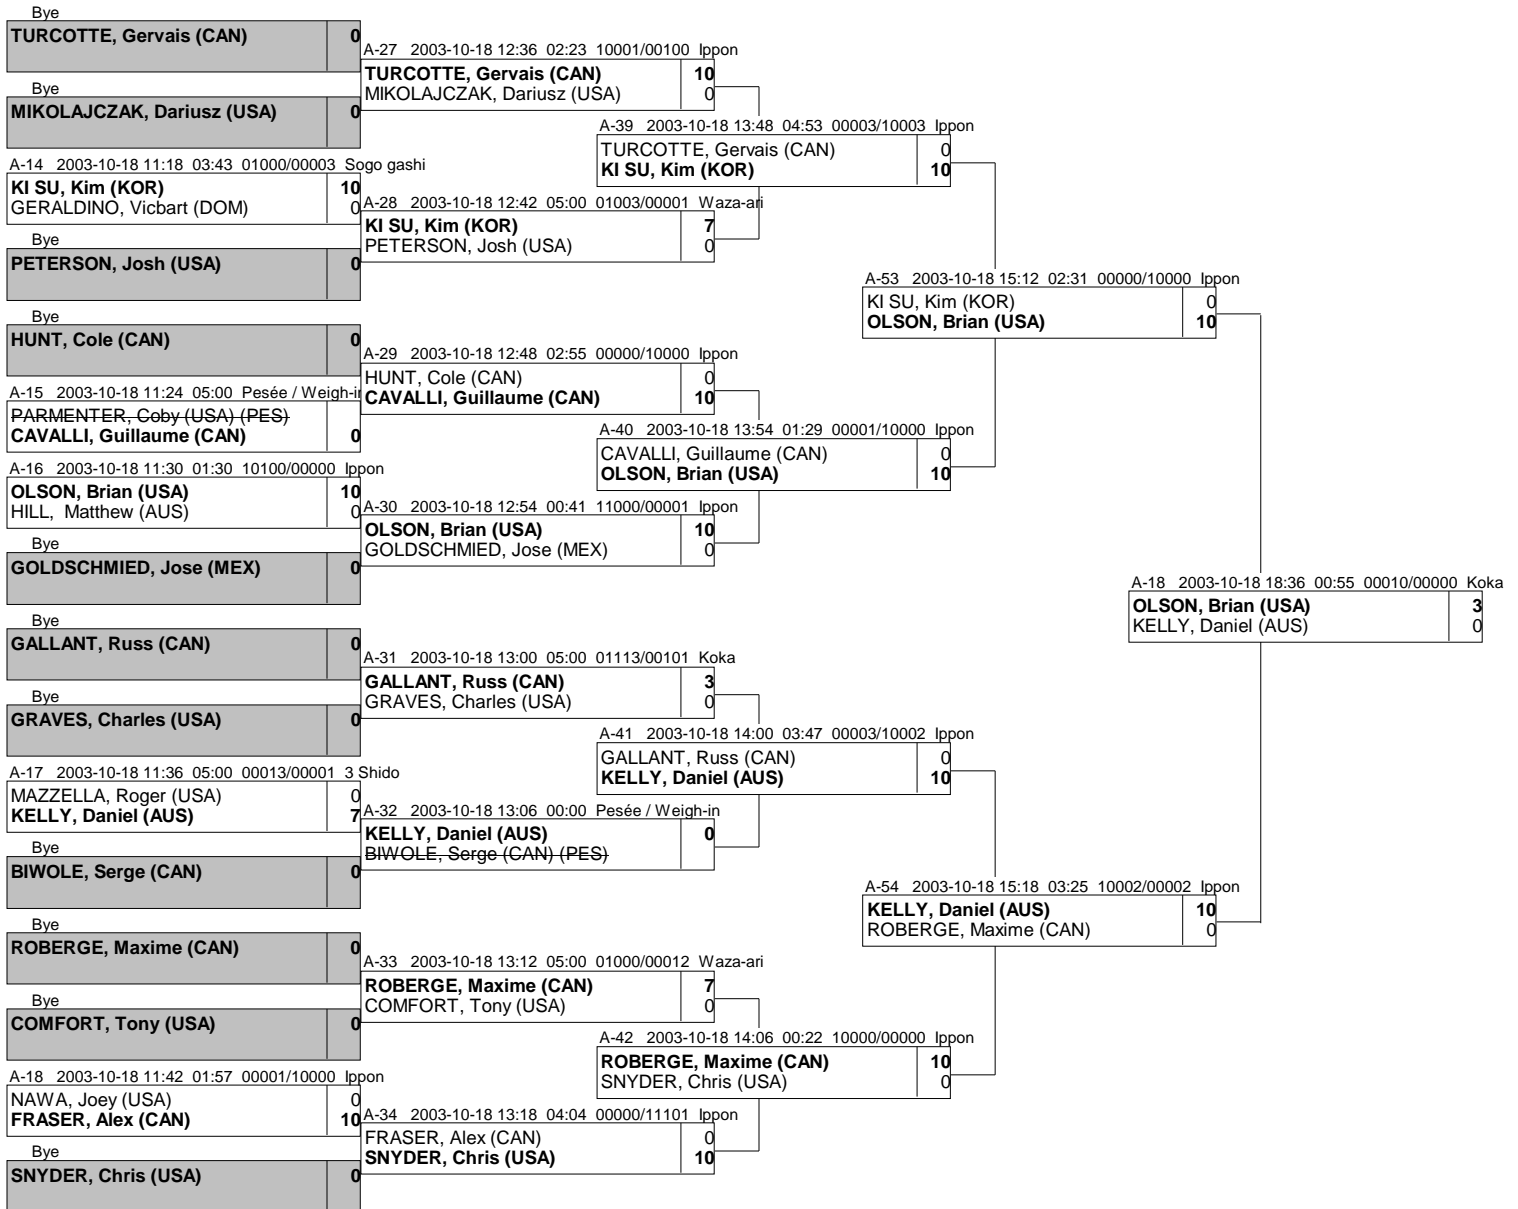 Bye
TURCOTTE, Gervais (CAN) 0
Bye
MIKOLAJCZAK, Dariusz (USA) 0
A-14 2003-10-18 11:18 03:43 01000/00003 Sogo gashi
KI SU, Kim (KOR) 10
GERALDINO, Vicbart (DOM) 0
Bye
PETERSON, Josh (USA) 0
Bye
HUNT, Cole (CAN) 0
A-15 2003-10-18 11:24 05:00 Pesée / Weigh-in
PARMENTER, Coby (USA) (PES)
CAVALLI, Guillaume (CAN) 0
A-16 2003-10-18 11:30 01:30 10100/00000 Ippon
OLSON, Brian (USA) 10
HILL, Matthew (AUS) 0
Bye
GOLDSCHMIED, Jose (MEX) 0
Bye
GALLANT, Russ (CAN) 0
Bye
GRAVES, Charles (USA) 0
A-17 2003-10-18 11:36 05:00 00013/00001 3 Shido
MAZZELLA, Roger (USA) 0
KELLY, Daniel (AUS) 7
Bye
BIWOLE, Serge (CAN) 0
Bye
ROBERGE, Maxime (CAN) 0
Bye
COMFORT, Tony (USA) 0
A-18 2003-10-18 11:42 01:57 00001/10000 Ippon
NAWA, Joey (USA) 0
FRASER, Alex (CAN) 10
Bye
SNYDER, Chris (USA) 0
A-27 2003-10-18 12:36 02:23 10001/00100 Ippon
TURCOTTE, Gervais (CAN) 10
MIKOLAJCZAK, Dariusz (USA) 0
A-28 2003-10-18 12:42 05:00 01003/00001 Waza-ari
KI SU, Kim (KOR) 7
PETERSON, Josh (USA) 0
A-29 2003-10-18 12:48 02:55 00000/10000 Ippon
HUNT, Cole (CAN) 0
CAVALLI, Guillaume (CAN) 10
A-30 2003-10-18 12:54 00:41 11000/00001 Ippon
OLSON, Brian (USA) 10
GOLDSCHMIED, Jose (MEX) 0
A-31 2003-10-18 13:00 05:00 01113/00101 Koka
GALLANT, Russ (CAN) 3
GRAVES, Charles (USA) 0
A-32 2003-10-18 13:06 00:00 Pesée / Weigh-in
KELLY, Daniel (AUS) 0
BIWOLE, Serge (CAN) (PES)
A-33 2003-10-18 13:12 05:00 01000/00012 Waza-ari
ROBERGE, Maxime (CAN) 7
COMFORT, Tony (USA) 0
A-34 2003-10-18 13:18 04:04 00000/11101 Ippon
FRASER, Alex (CAN) 0
SNYDER, Chris (USA) 10
A-39 2003-10-18 13:48 04:53 00003/10003 Ippon
TURCOTTE, Gervais (CAN) 0
KI SU, Kim (KOR) 10
A-40 2003-10-18 13:54 01:29 00001/10000 Ippon
CAVALLI, Guillaume (CAN) 0
OLSON, Brian (USA) 10
A-41 2003-10-18 14:00 03:47 00003/10002 Ippon
GALLANT, Russ (CAN) 0
KELLY, Daniel (AUS) 10
A-42 2003-10-18 14:06 00:22 10000/00000 Ippon
ROBERGE, Maxime (CAN) 10
SNYDER, Chris (USA) 0
A-53 2003-10-18 15:12 02:31 00000/10000 Ippon
KI SU, Kim (KOR) 0
OLSON, Brian (USA) 10
A-54 2003-10-18 15:18 03:25 10002/00002 Ippon
KELLY, Daniel (AUS) 10
ROBERGE, Maxime (CAN) 0
A-18 2003-10-18 18:36 00:55 00010/00000 Koka
OLSON, Brian (USA) 3
KELLY, Daniel (AUS) 0